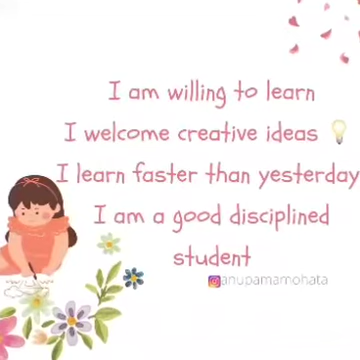 I am willing to learn
I welcome creative ideas 💡
I learn faster than yesterday
I am a good disciplined
student
anupamamohata